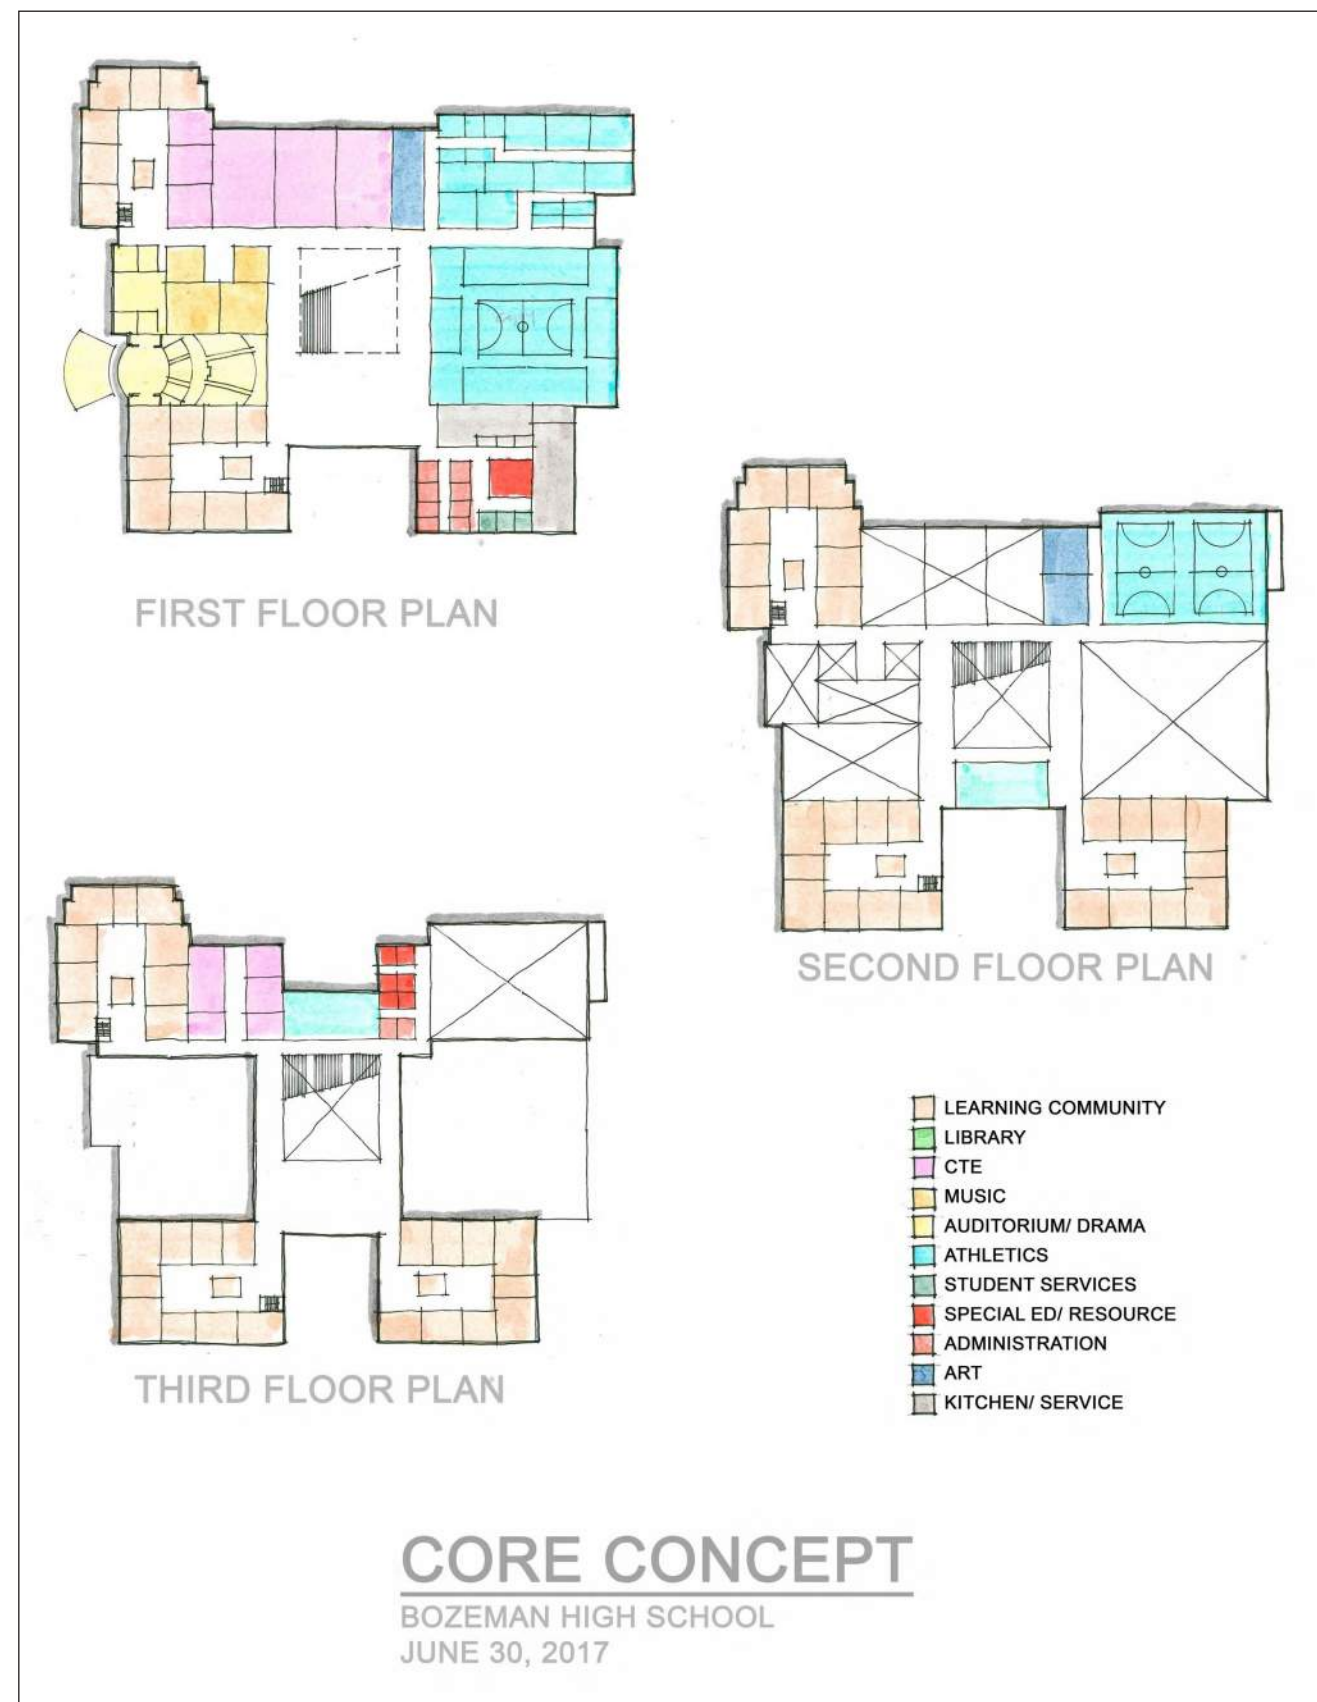 FIRST FLOOR PLAN
SECOND FLOOR PLAN
THIRD FLOOR PLAN
LEARNING COMMUNITY
LIBRARY
CTE
MUSIC
AUDITORIUM/ DRAMA
ATHLETICS
STUDENT SERVICES
SPECIAL ED/ RESOURCE
ADMINISTRATION
ART
KITCHEN/ SERVICE
CORE CONCEPT
BOZEMAN HIGH SCHOOL
JUNE 30, 2017